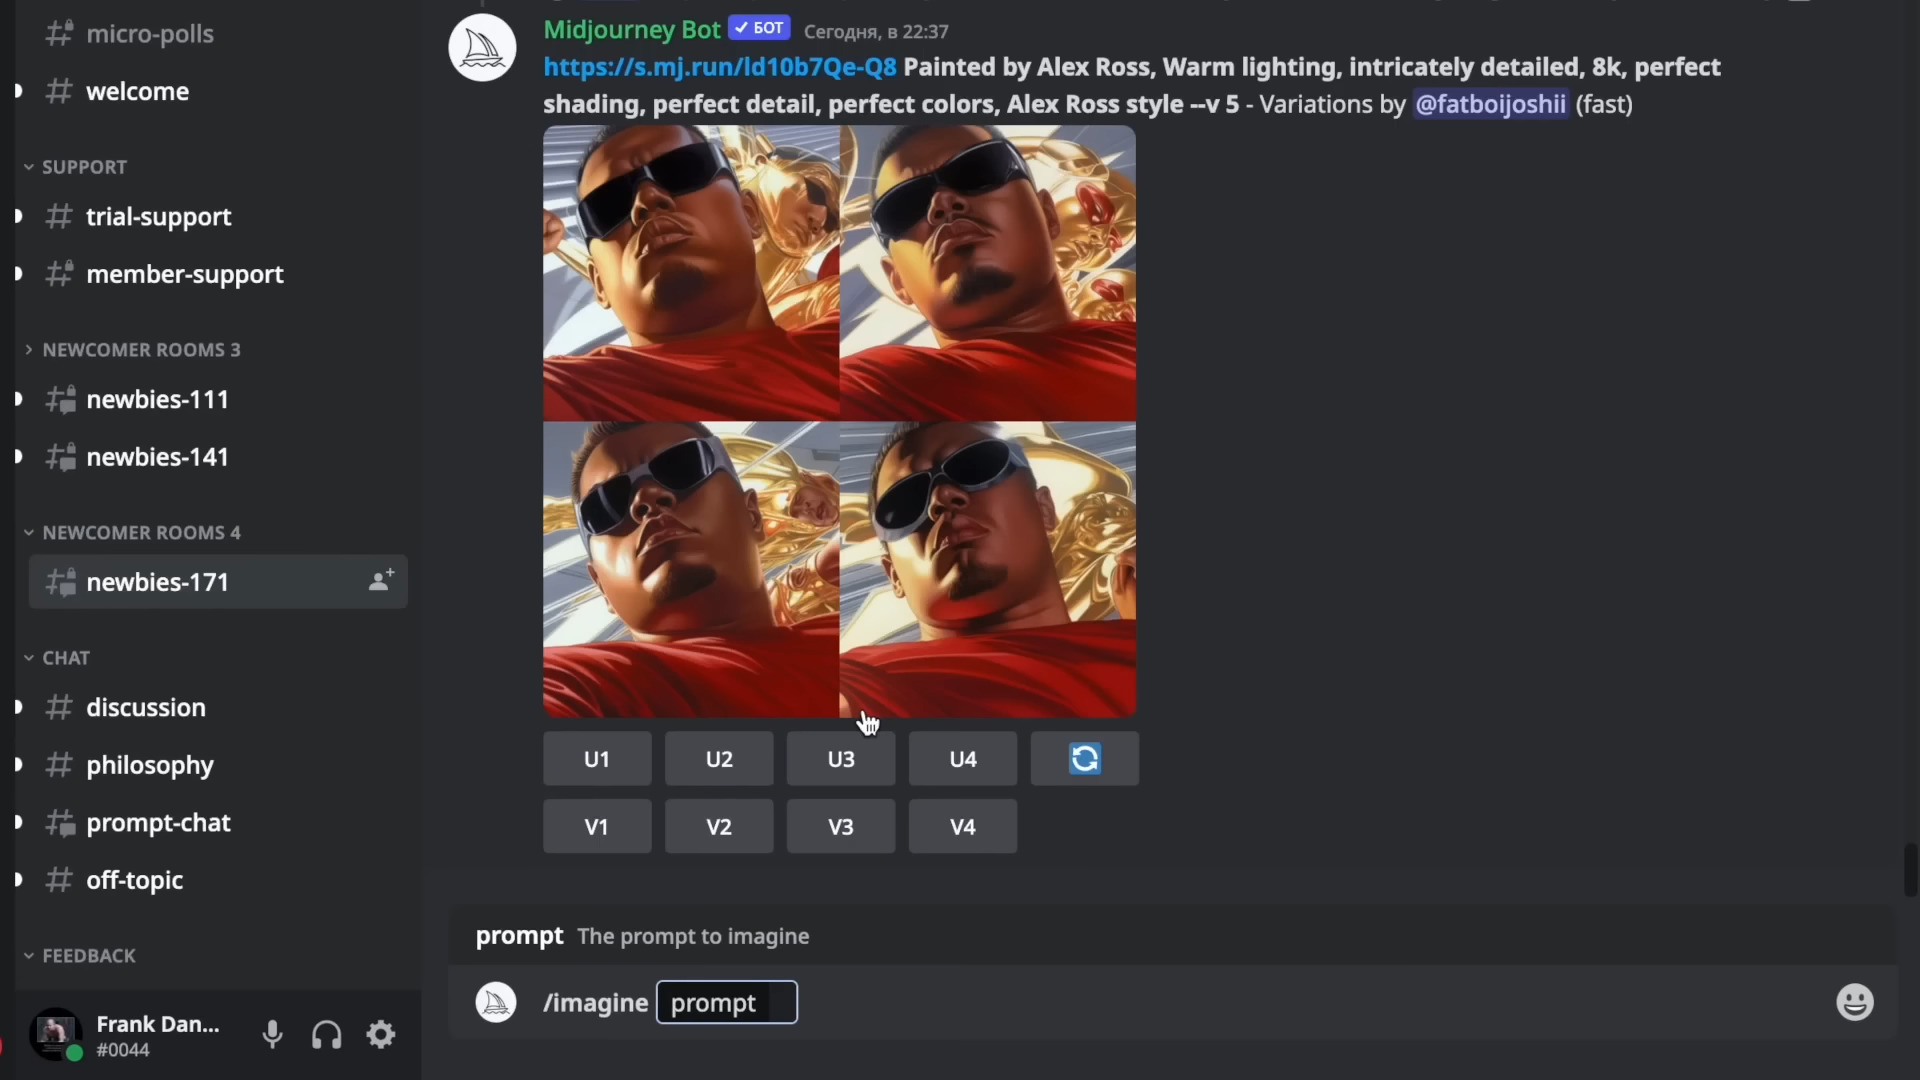 micro-polls
welcome
SUPPORT
trial-support
member-support
NEWCOMER ROOMS 3
newbies-111
newbies-141
NEWCOMER ROOMS 4
newbies-171
CHAT
discussion
philosophy
prompt-chat
off-topic
FEEDBACK
Frank Dan...
#0044
Midjourney Bot ✓ БОТ Сегодня, в 22:37
https://s.mj.run/ld10b7Qe-Q8 Painted by Alex Ross, Warm lighting, intricately detailed, 8k, perfect
shading, perfect detail, perfect colors, Alex Ross style --v 5 - Variations by @fatboijoshii (fast)
U1 U2 U3 U4
V1 V2 V3 V4
prompt The prompt to imagine
/imagine prompt